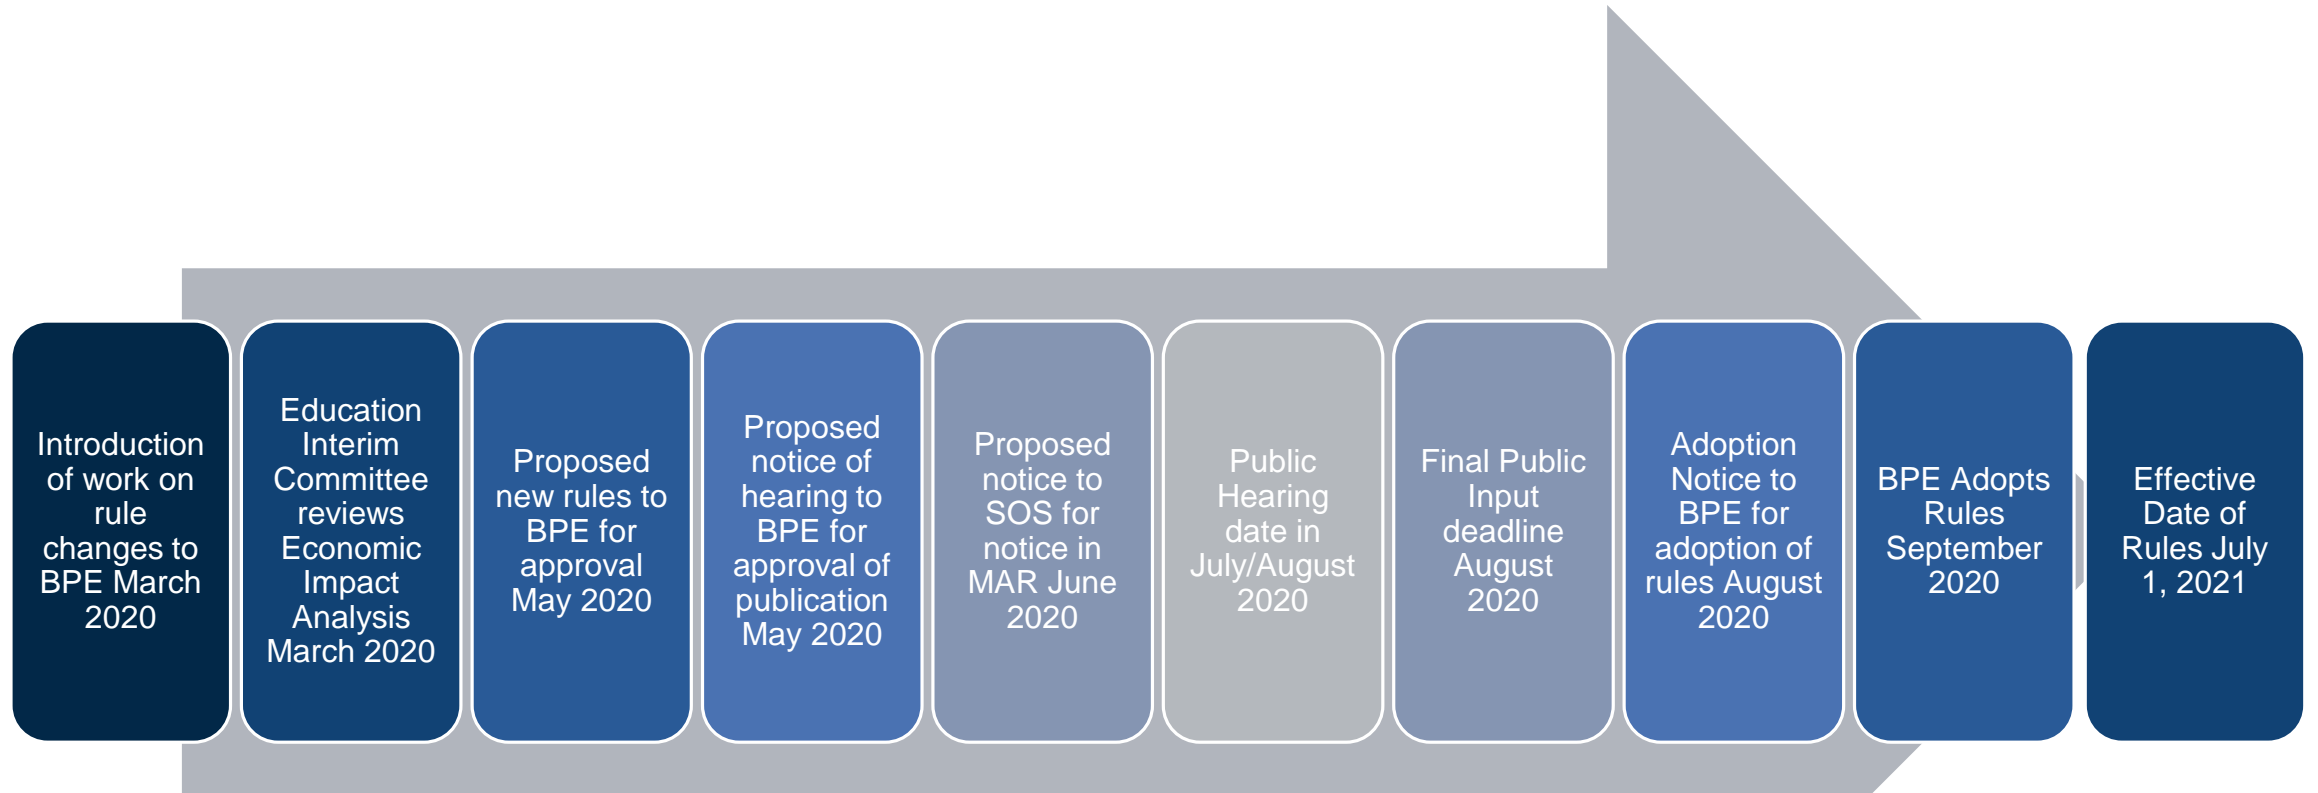 Introduction
of work on
rule
changes to
BPE March
2020
Education
Interim
Committee
reviews
Economic
Impact
Analysis
March 2020
Proposed
new rules to
BPE for
approval
May 2020
Proposed
notice of
hearing to
BPE for
approval of
publication
May 2020
Proposed
notice to
SOS for
notice in
MAR June
2020
Public
Hearing
date in
July/August
2020
Final Public
Input
deadline
August
2020
Adoption
Notice to
BPE for
adoption of
rules August
2020
BPE Adopts
Rules
September
2020
Effective
Date of
Rules July
1, 2021